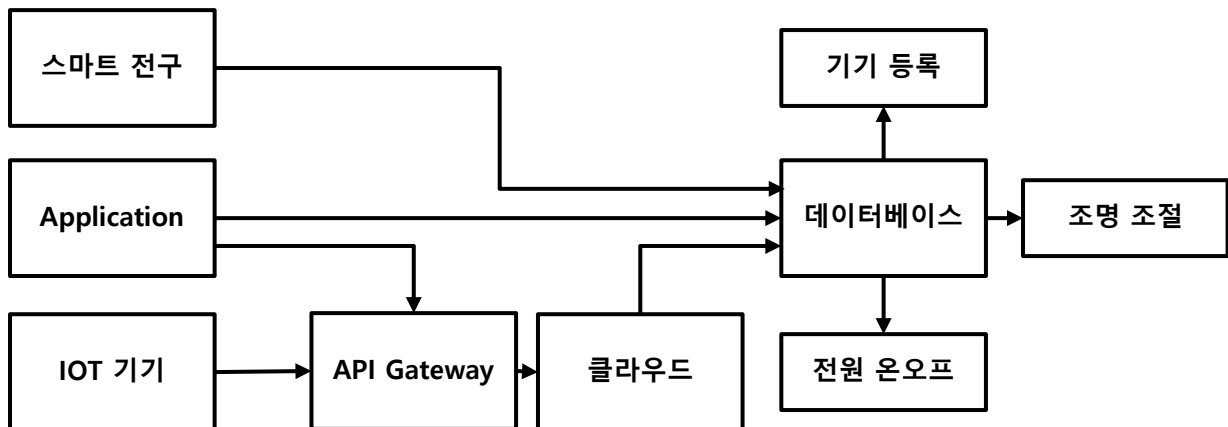 스마트 전구
기기 등록
Application
데이터베이스
조명 조절
IOT 기기
API Gateway
클라우드
전원 온오프